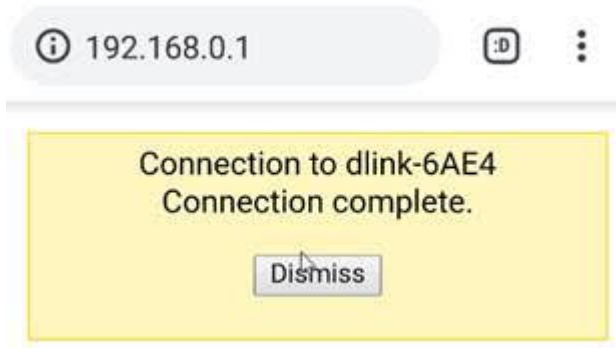 192.168.0.1
:D
Connection to dlink-6AE4
Connection complete.
Dismiss